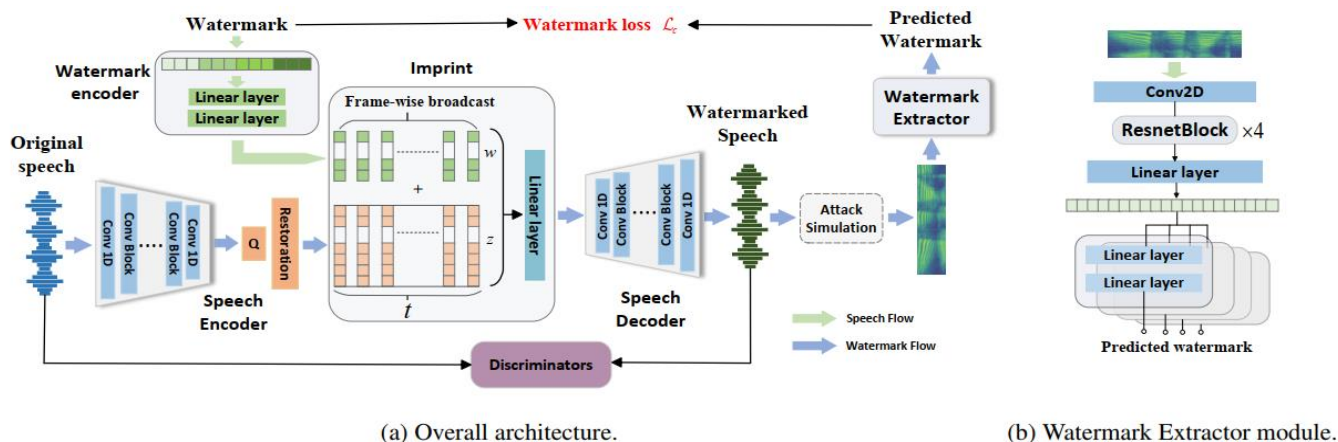 Watermark
Watermark loss ℒc
Predicted
Watermark
Watermark
encoder
Linear layer
Linear layer
Imprint
Frame-wise broadcast
w
+
z
t
Linear layer
Original
speech
Conv 1D
Conv Block
Conv Block
Conv 1D
Speech
Encoder
Q
Restoration
Conv 1D
Conv Block
Conv Block
Conv 1D
Speech
Decoder
Watermarked
Speech
Attack
Simulation
Watermark
Extractor
Speech Flow
Watermark Flow
Discriminators
(a) Overall architecture.
Conv2D
ResnetBlock ×4
Linear layer
Linear layer
Linear layer
Predicted watermark
(b) Watermark Extractor module.